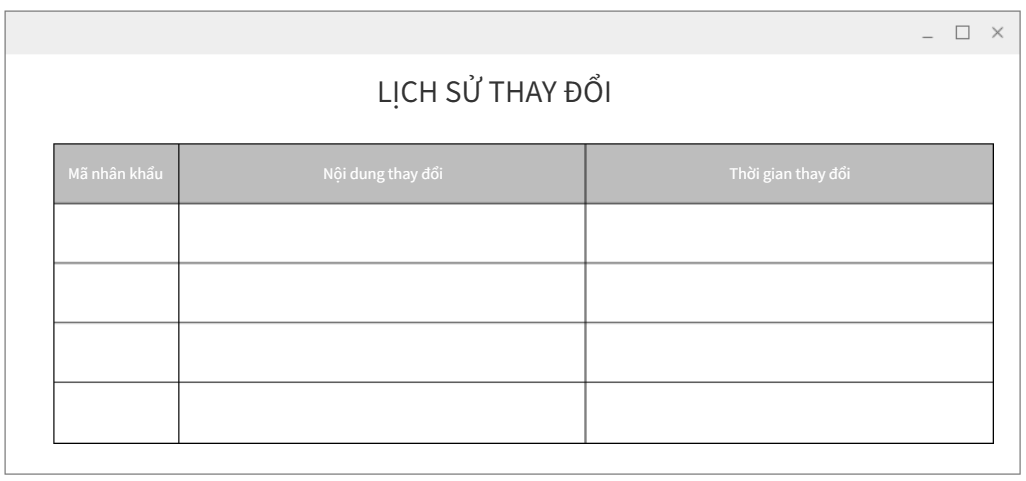 LỊCH SỬ THAY ĐỔI
Mã nhân khẩu Nội dung thay đổi Thời gian thay đổi